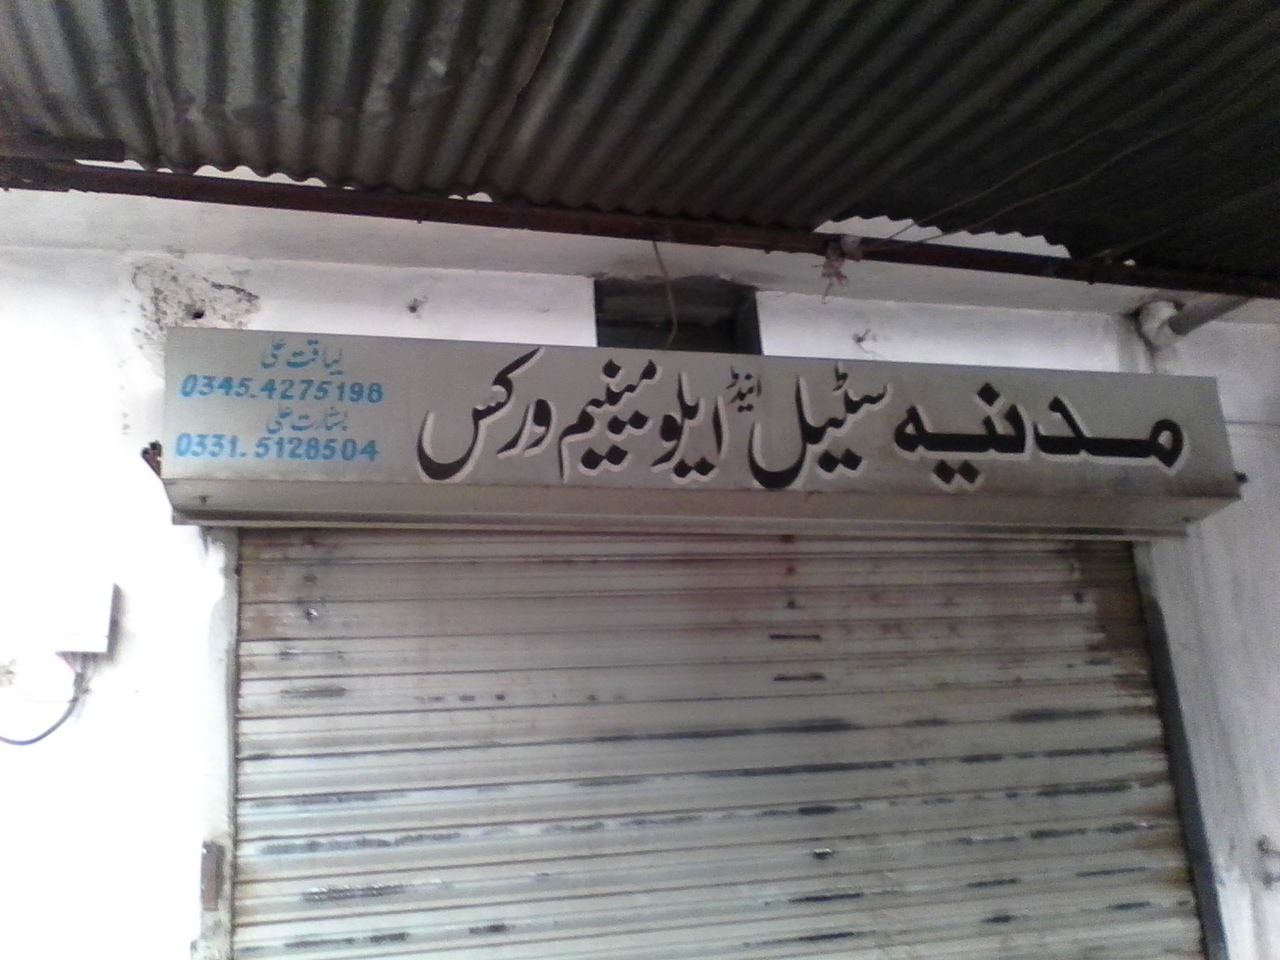 مدنیہ سٹیل اینڈ ایلومینیم ورکس
لیاقت علی
0345.4275198
بشارت علی
0331.5128504